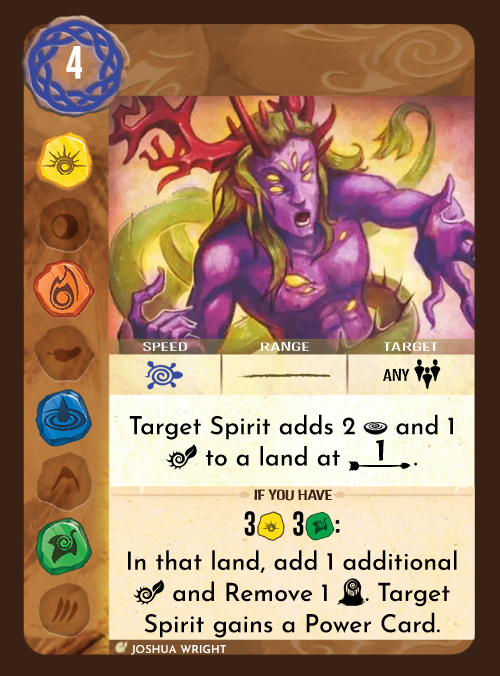 4
SPEED RANGE TARGET
ANY
Target Spirit adds 2 and 1
to a land at 1.
IF YOU HAVE
3 3 :
In that land, add 1 additional
and Remove 1 . Target
Spirit gains a Power Card.
JOSHUA WRIGHT